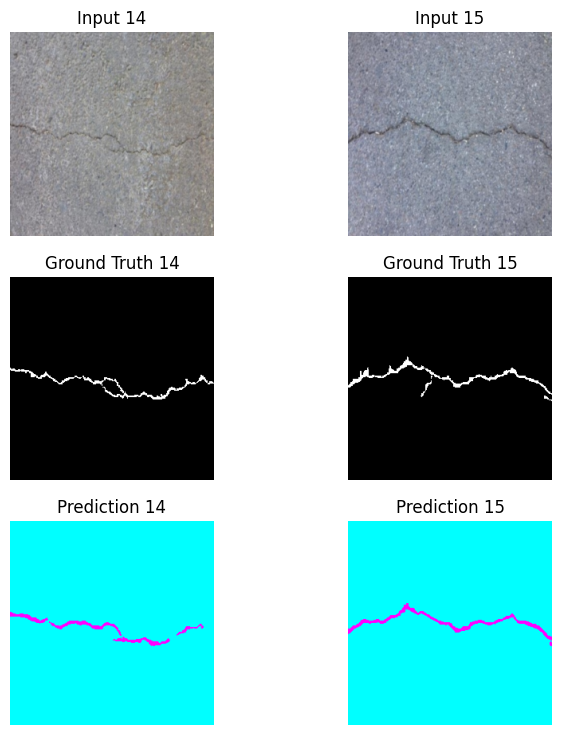 Input 14
Input 15
Ground Truth 14
Ground Truth 15
Prediction 14
Prediction 15